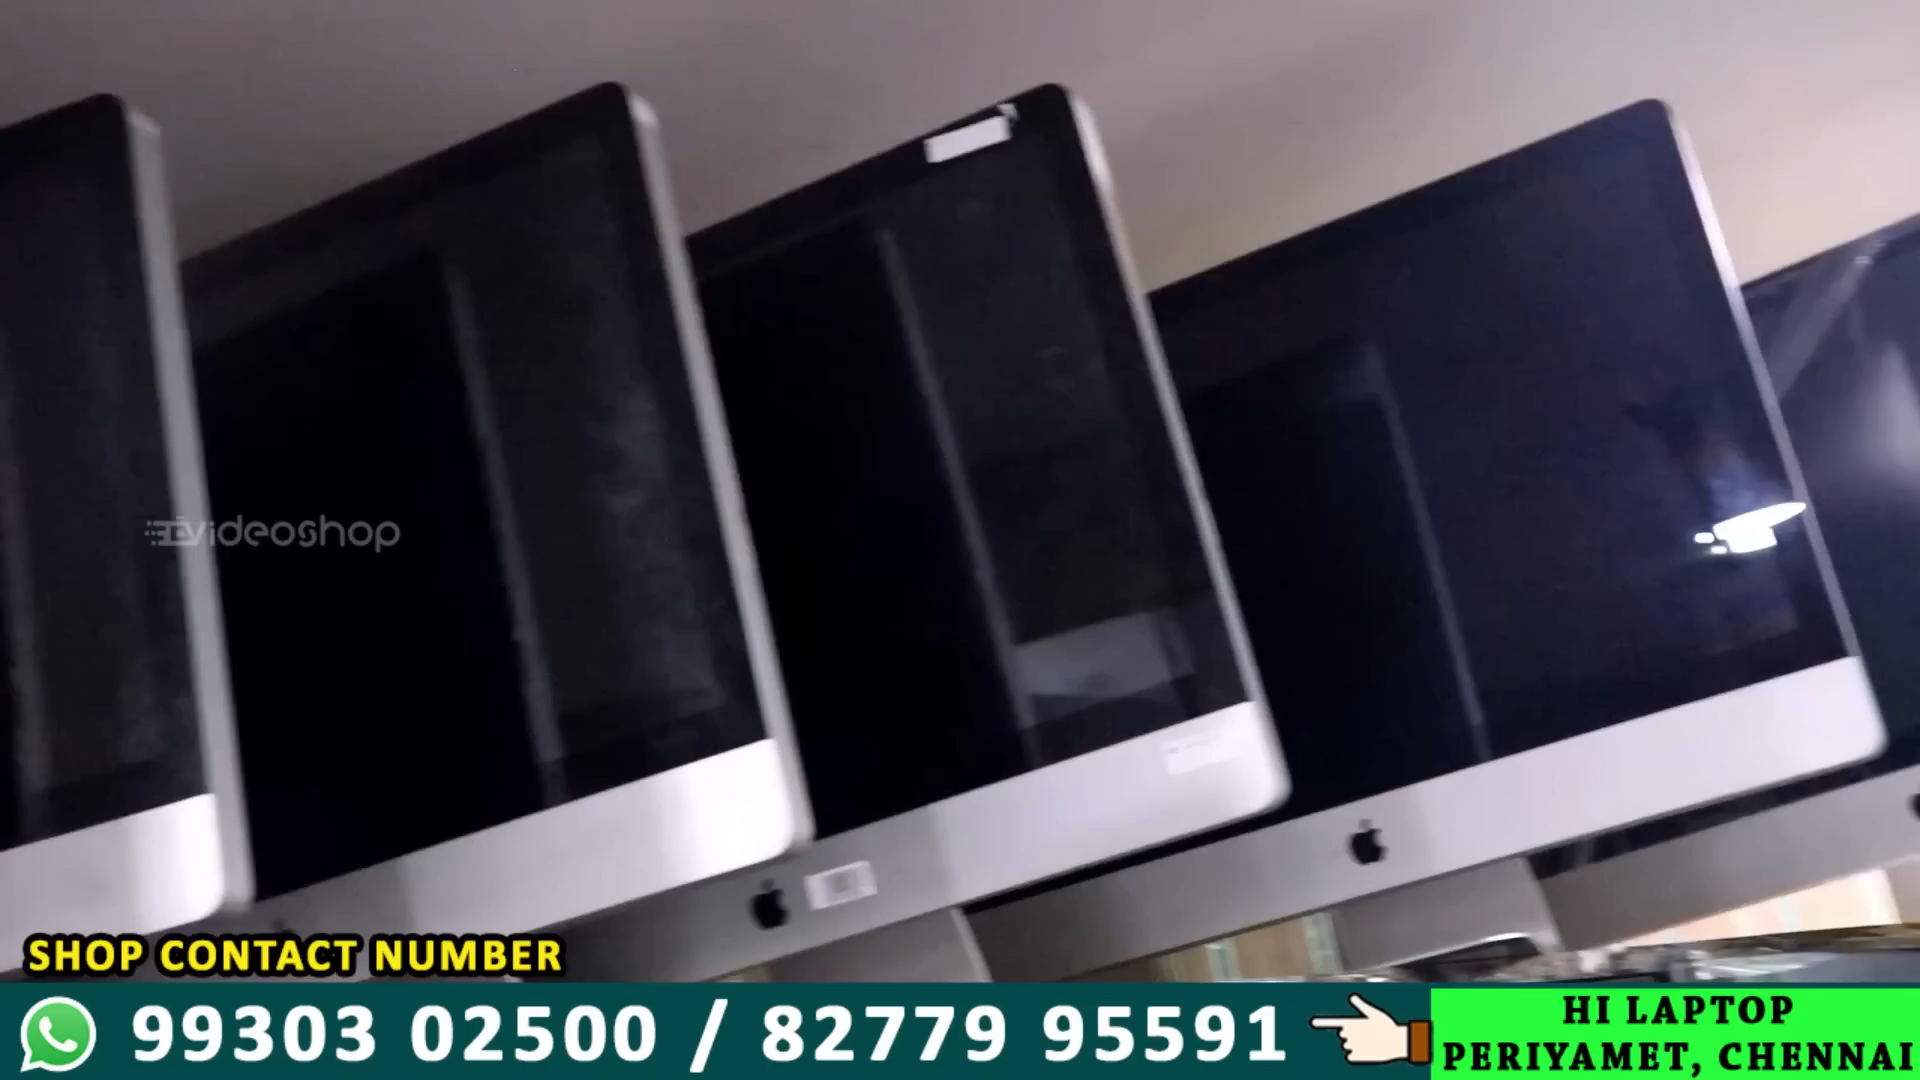 videoshop
SHOP CONTACT NUMBER
99303 02500 / 82779 95591
HI LAPTOP
PERIYAMET, CHENNAI